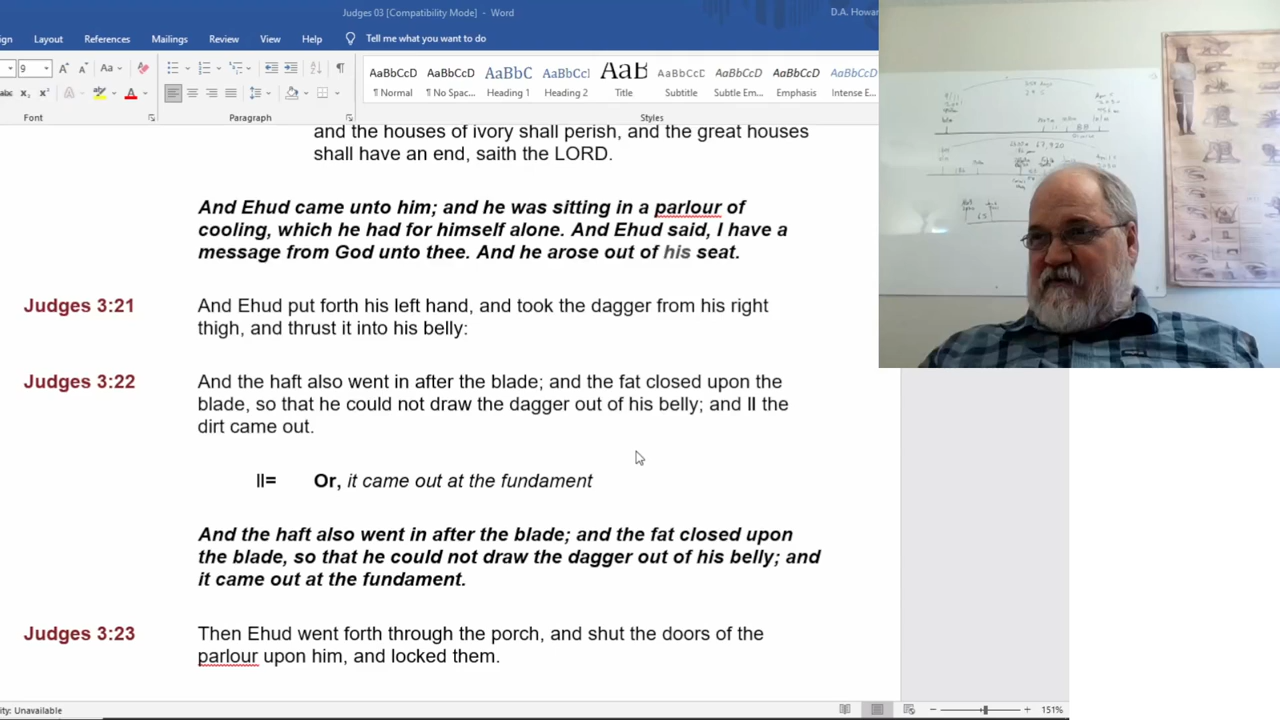 Judges 03 [Compatibility Mode] - Word
D.A. Howar
ign Layout References Mailings Review View Help Tell me what you want to do
9 Aa
abc x₂ x² A A
AaBbCcD AaBbCcD AaBbC AaBbCcI AaB AaBbCcD AaBbCcD AaBbCcD AaBbCcD
¶ Normal ¶ No Spac... Heading 1 Heading 2 Title Subtitle Subtle Em... Emphasis Intense E...
Font Paragraph Styles
and the houses of ivory shall perish, and the great houses
shall have an end, saith the LORD.
And Ehud came unto him; and he was sitting in a parlour of
cooling, which he had for himself alone. And Ehud said, I have a
message from God unto thee. And he arose out of his seat.
Judges 3:21 And Ehud put forth his left hand, and took the dagger from his right
thigh, and thrust it into his belly:
Judges 3:22 And the haft also went in after the blade; and the fat closed upon the
blade, so that he could not draw the dagger out of his belly; and ll the
dirt came out.
ll= Or, it came out at the fundament
And the haft also went in after the blade; and the fat closed upon
the blade, so that he could not draw the dagger out of his belly; and
it came out at the fundament.
Judges 3:23 Then Ehud went forth through the porch, and shut the doors of the
parlour upon him, and locked them.
ity: Unavailable
151%